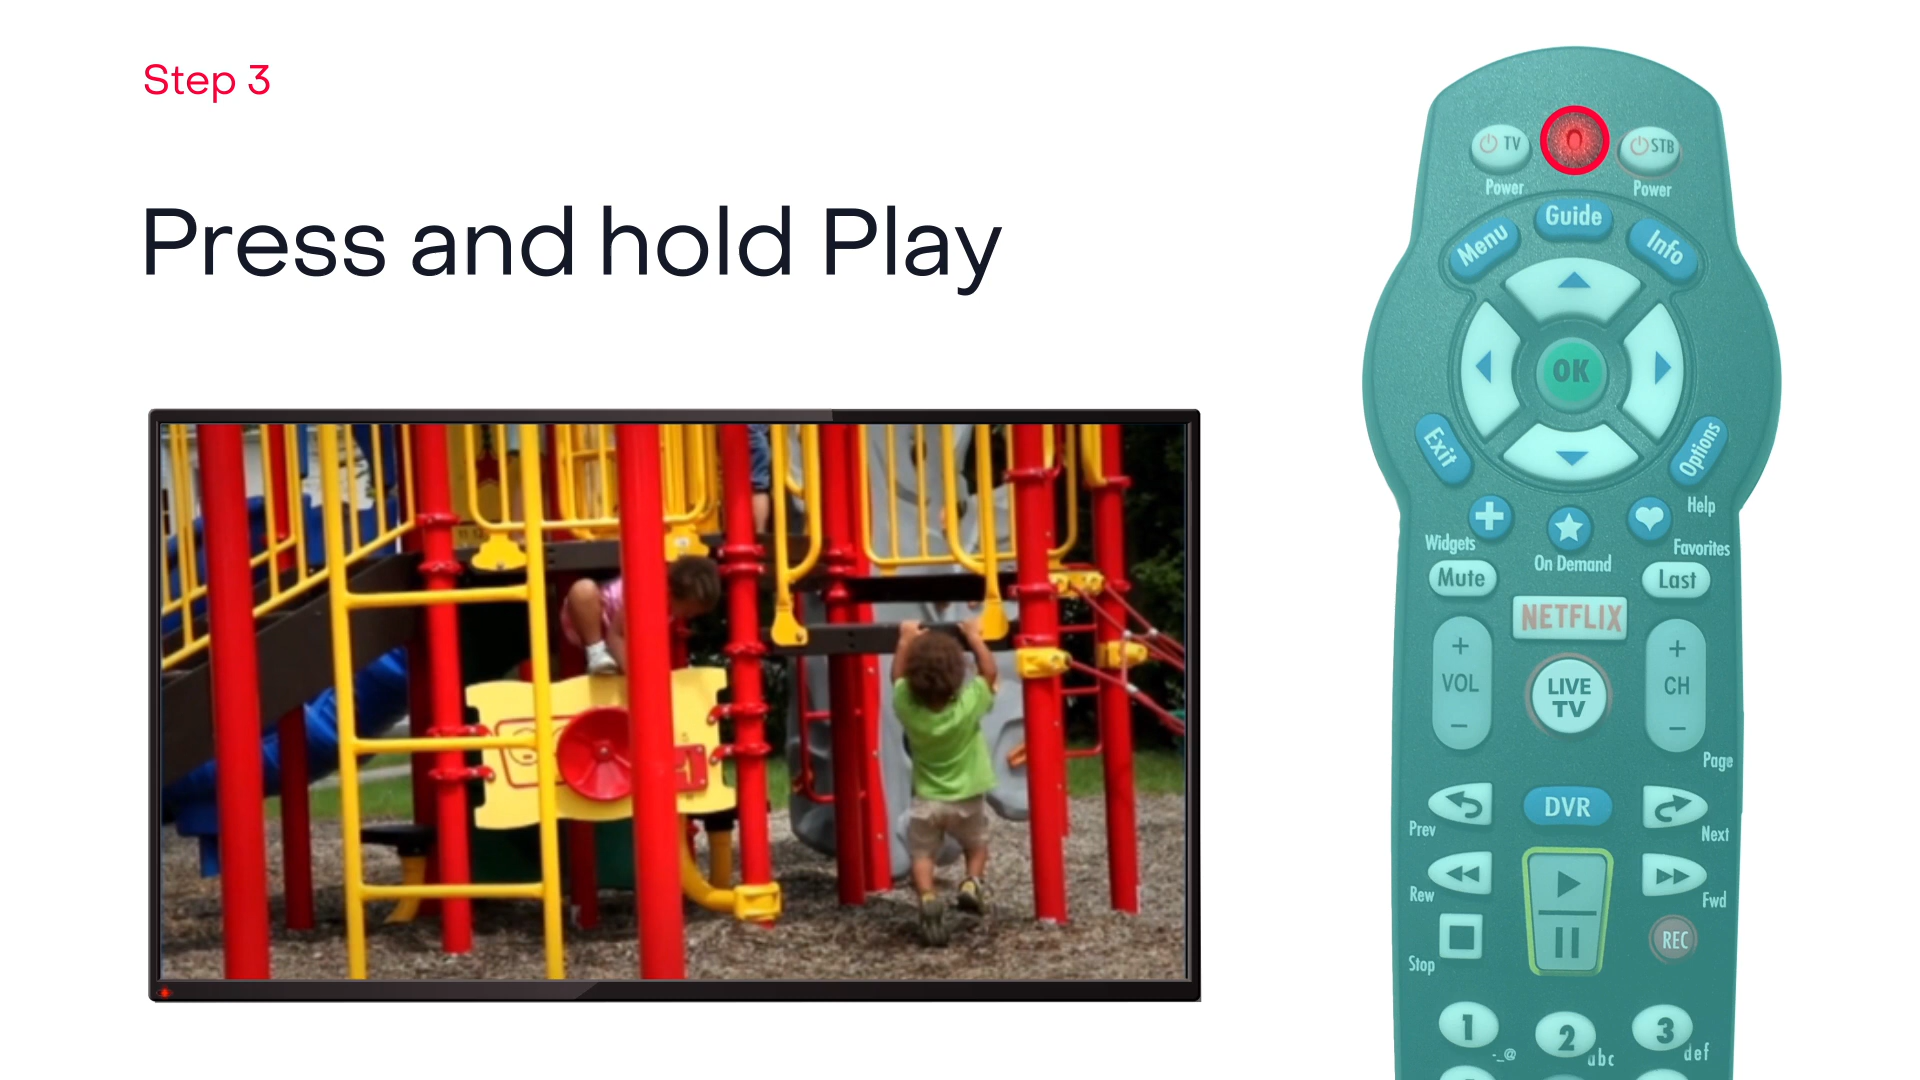 Step 3
Press and hold Play
TV
STB
Power
Power
Menu
Guide
Info
OK
Exit
Options
Help
Widgets
On Demand
Favorites
Mute
Last
NETFLIX
+
VOL
-
LIVE
TV
+
CH
-
Page
Prev
DVR
Next
Rew
Fwd
Stop
REC
1
-_@
2
abc
3
def